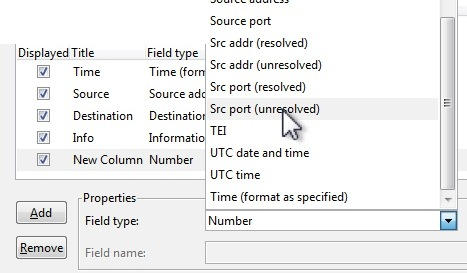 Source address
Source port
Src addr (resolved)
Src addr (unresolved)
Src port (resolved)
Src port (unresolved)
TEI
UTC date and time
UTC time
Time (format as specified)
Displayed Title Field type
Time Time (form
Source Source add
Destination Destination
Info Informatio
New Column Number
Add
Remove
Properties
Field type: Number
Field name: